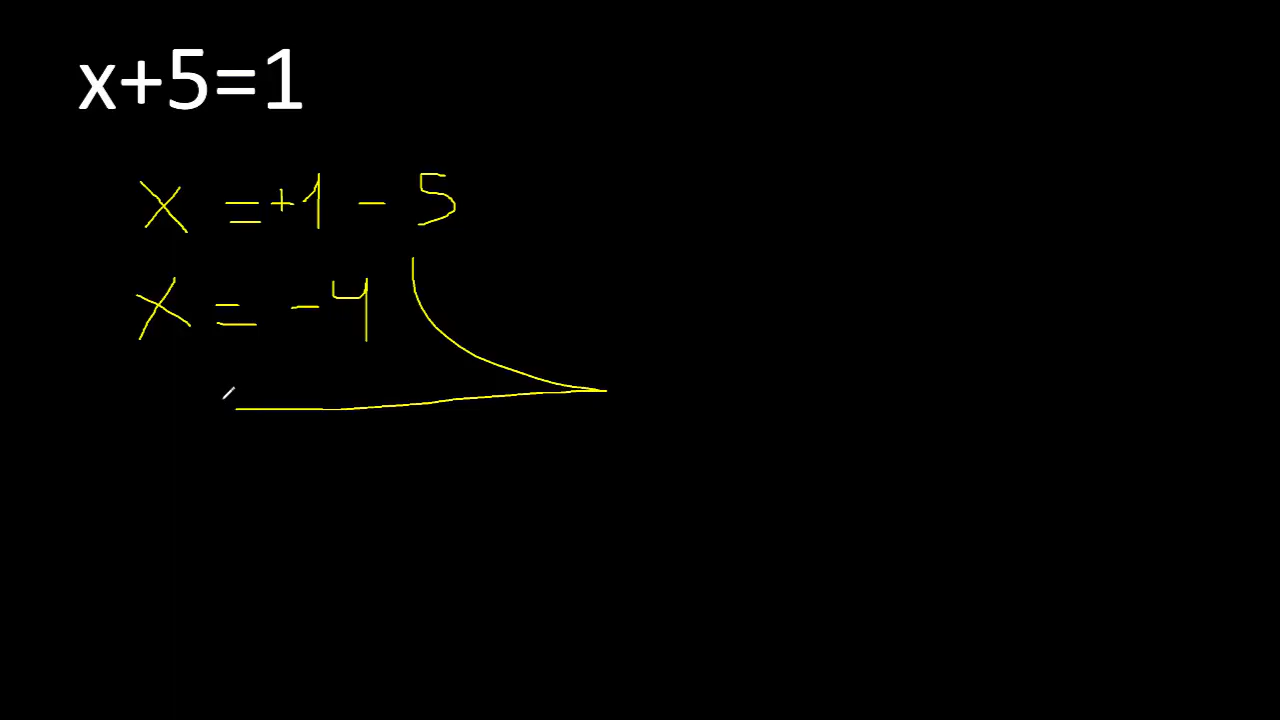 x+5=1
x =+1 - 5
x = -4